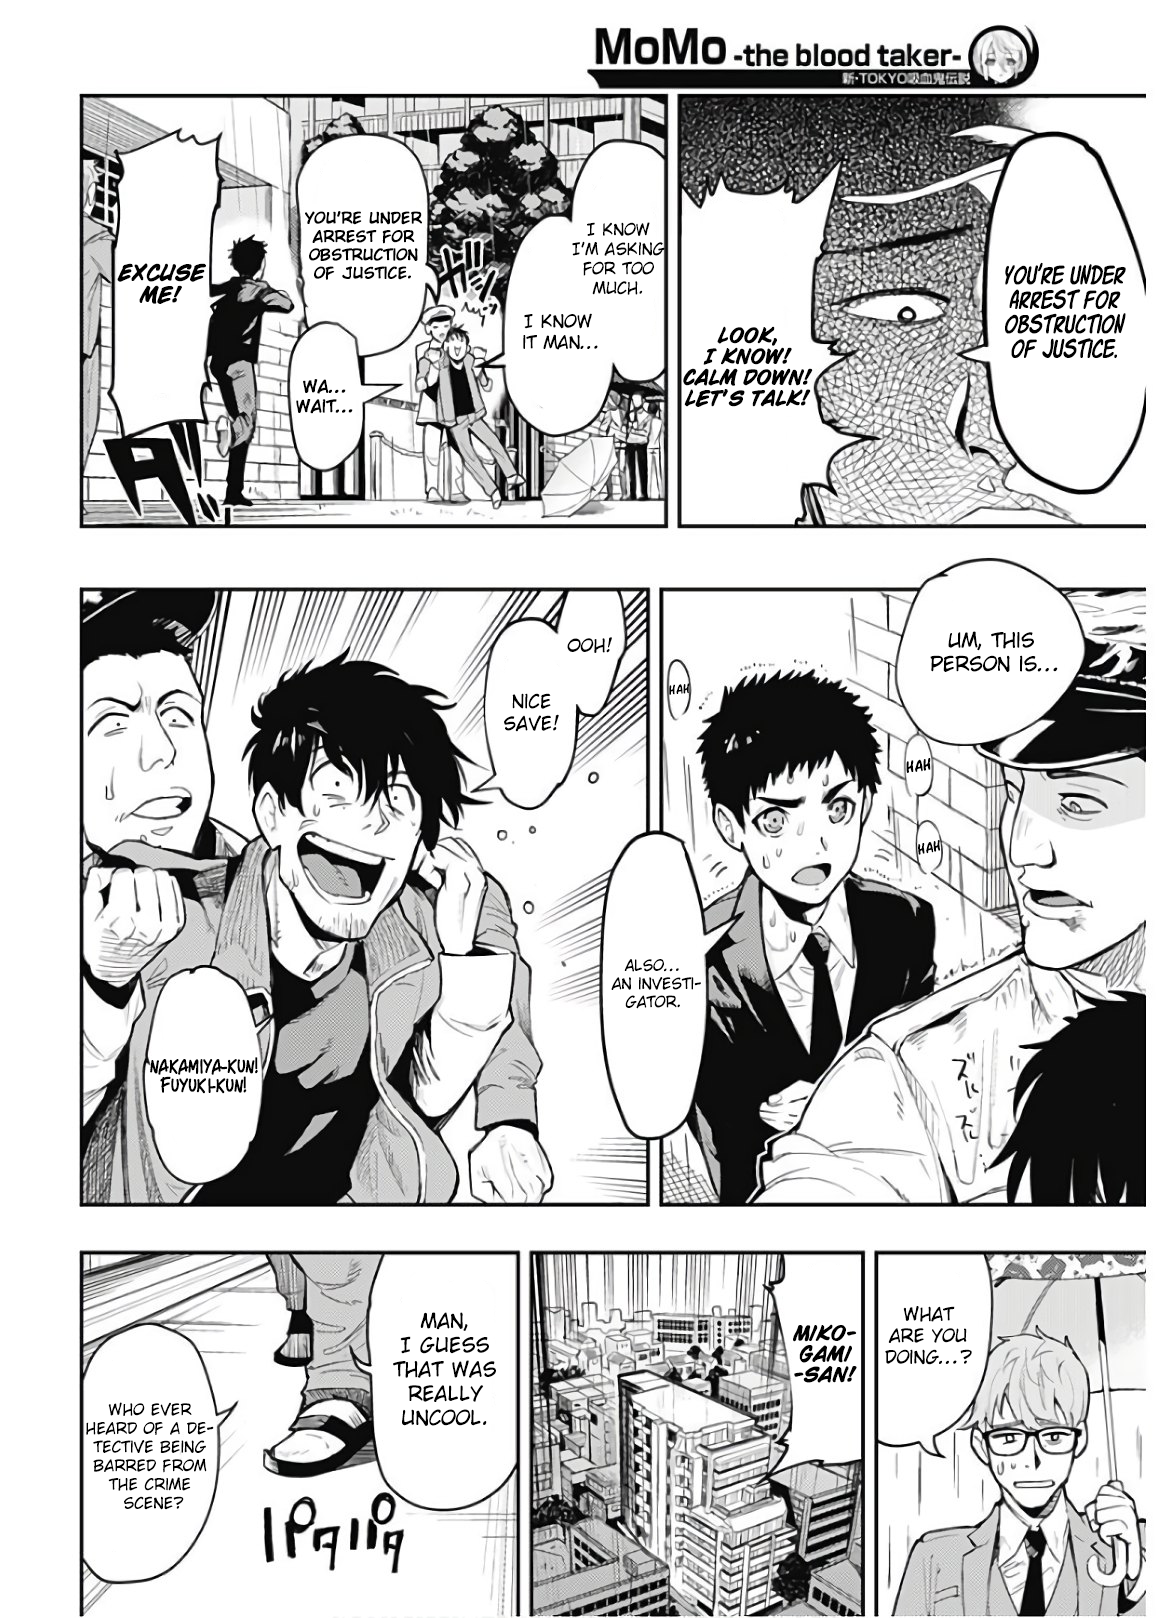 MoMo -the blood taker-
新・TOKYO吸血鬼伝説
YOU'RE UNDER
ARREST FOR
OBSTRUCTION
OF JUSTICE.
LOOK,
I KNOW!
CALM DOWN!
LET'S TALK!
I KNOW
I'M ASKING
FOR TOO
MUCH.
I KNOW
IT MAN...
YOU'RE UNDER
ARREST FOR
OBSTRUCTION
OF JUSTICE.
WA...
WAIT...
EXCUSE
ME!
UM, THIS
PERSON IS...
HAH
HAH
HAH
ALSO...
AN INVESTI-
GATOR.
OOH!
NICE
SAVE!
NAKAMIYA-KUN!
FUYUKI-KUN!
WHAT
ARE YOU
DOING...?
MIKO-
GAMI
-SAN!
MAN,
I GUESS
THAT WAS
REALLY
UNCOOL.
WHO EVER
HEARD OF A DE-
TECTIVE BEING
BARRED FROM
THE CRIME
SCENE?